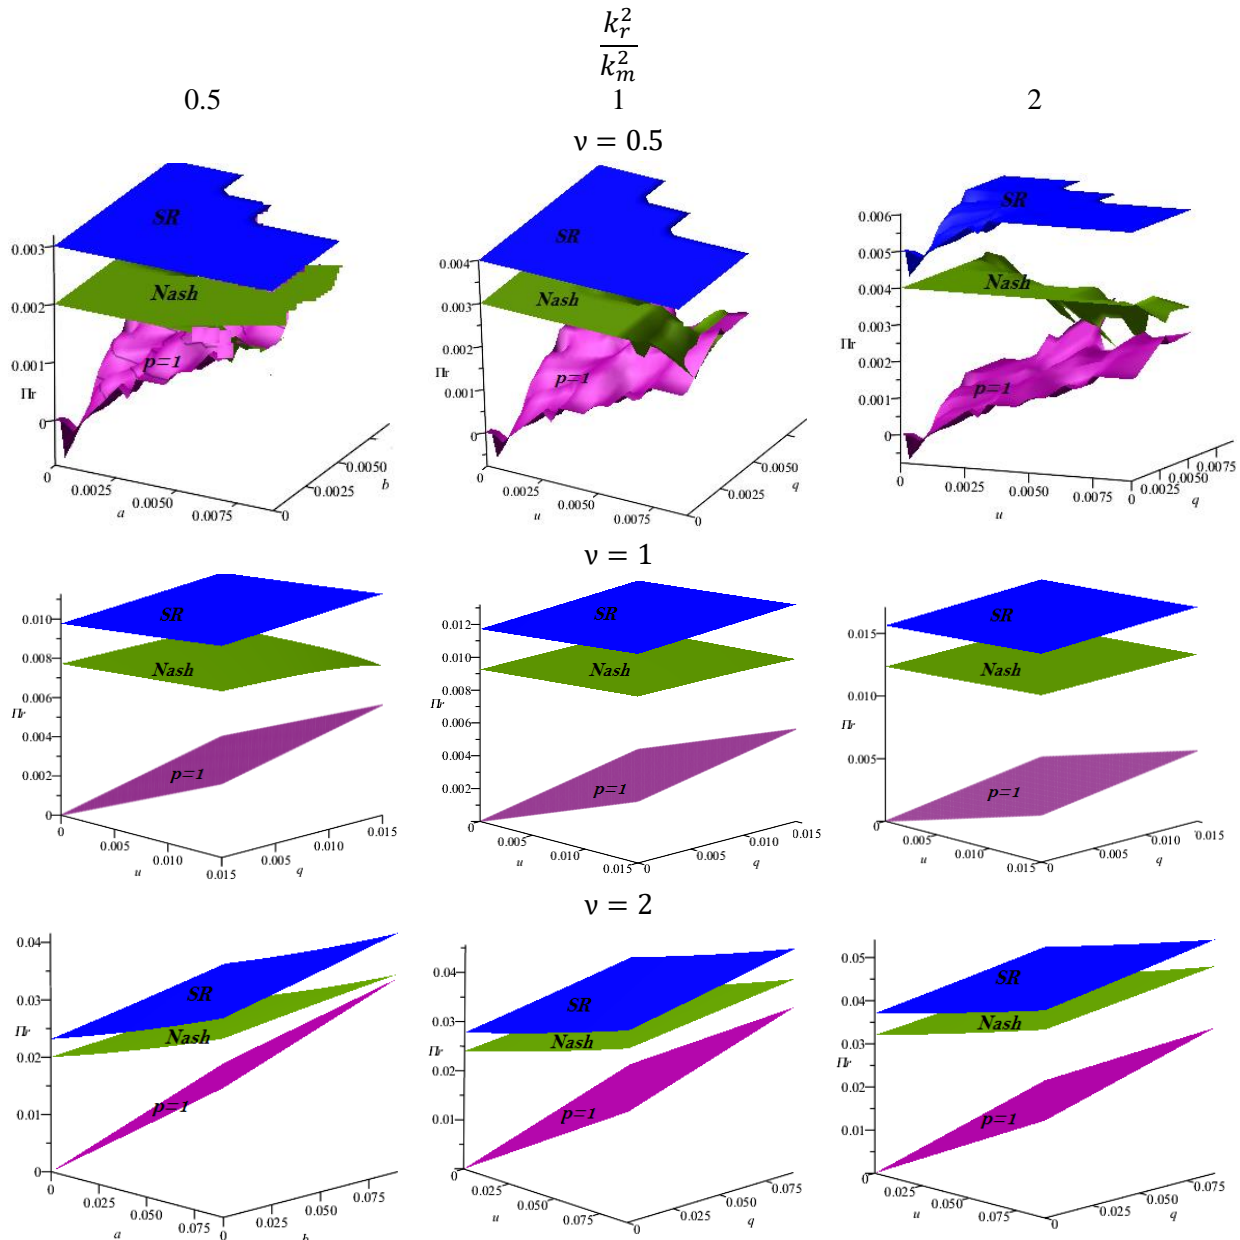 k_r^2
k_m^2
0.5 1 2
ν = 0.5
SR
Nash
p=1
0.003
0.002
0.001
Πr
0
0
0.0025
0.0050
0.0075
a
0
0.0025
0.0050
b
SR
Nash
p=1
0.004
0.003
0.002
Πr
0.001
0
0
0.0025
0.0050
0.0075
u
0
0.0025
0.0050
q
SR
Nash
p=1
0.006
0.005
0.004
0.003
Πr
0.002
0.001
0
0
0.0025
0.0050
0.0075
u
0
0.0025
0.0050
0.0075
q
ν = 1
SR
Nash
p=1
0.010
0.008
0.006
Πr
0.004
0.002
0
0
0.005
0.010
0.015
u
0.005
0.010
0.015
q
SR
Nash
p=1
0.012
0.010
0.008
Πr
0.006
0.004
0.002
0
0.005
0.010
0.015
u
0
0.005
0.010
0.015
q
SR
Nash
p=1
0.015
0.010
Πr
0.005
0
0.005
0.010
0.015
u
0
0.005
0.010
0.015
q
ν = 2
SR
Nash
p=1
0.04
0.03
Πr
0.02
0.01
0
0
0.025
0.050
0.075
a
0
0.025
0.050
0.075
b
SR
Nash
p=1
0.04
0.03
Πr
0.02
0.01
0
0.025
0.050
0.075
u
0
0.025
0.050
0.075
q
SR
Nash
p=1
0.05
0.04
0.03
Πr
0.02
0.01
0
0.025
0.050
0.075
u
0
0.025
0.050
0.075
q